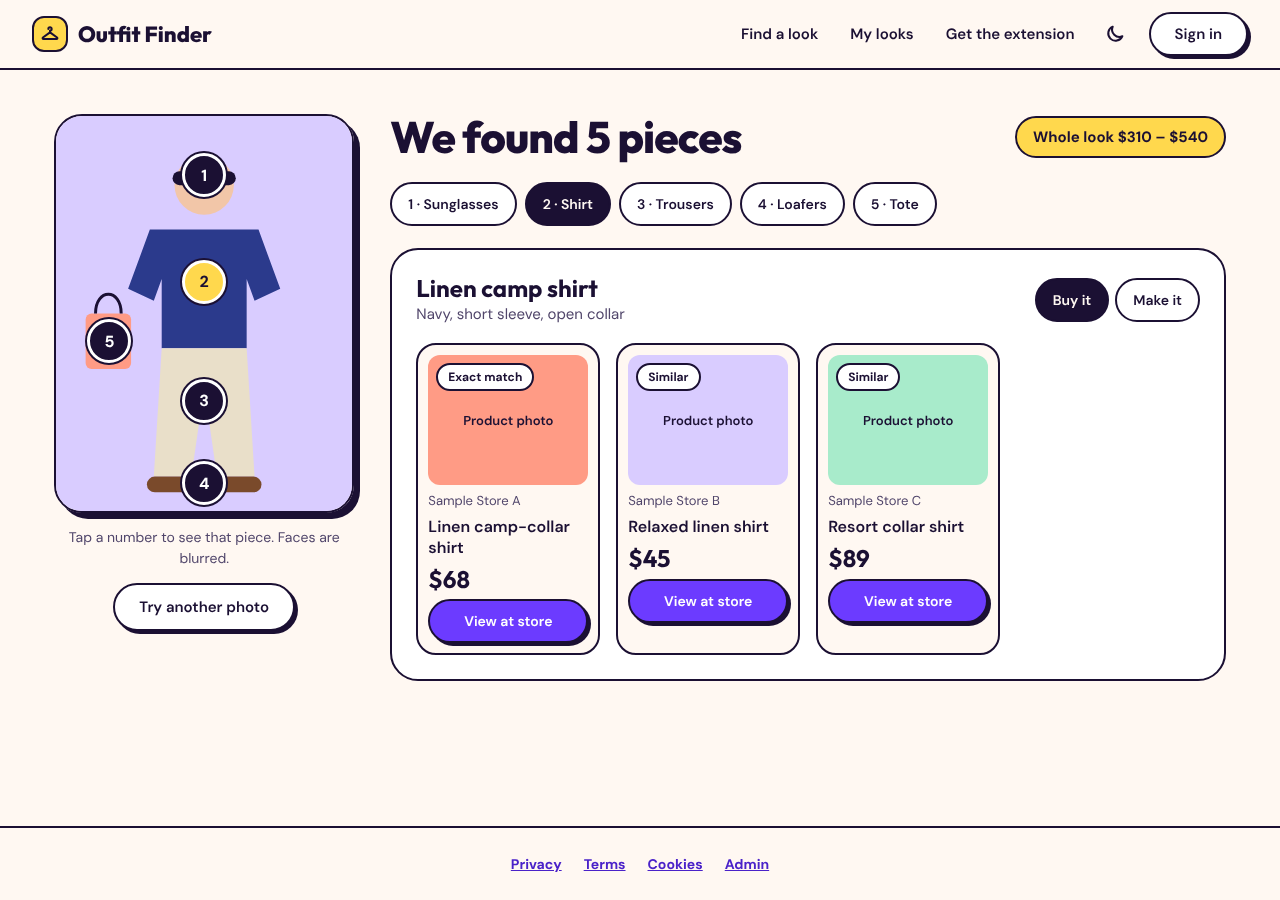 Outfit Finder
Find a look
My looks
Get the extension
Sign in
1
2
5
3
4
Tap a number to see that piece. Faces are
blurred.
Try another photo
We found 5 pieces
Whole look $310 – $540
1 · Sunglasses
2 · Shirt
3 · Trousers
4 · Loafers
5 · Tote
Linen camp shirt
Navy, short sleeve, open collar
Buy it
Make it
Exact match
Product photo
Sample Store A
Linen camp-collar
shirt
$68
View at store
Similar
Product photo
Sample Store B
Relaxed linen shirt
$45
View at store
Similar
Product photo
Sample Store C
Resort collar shirt
$89
View at store
Privacy
Terms
Cookies
Admin